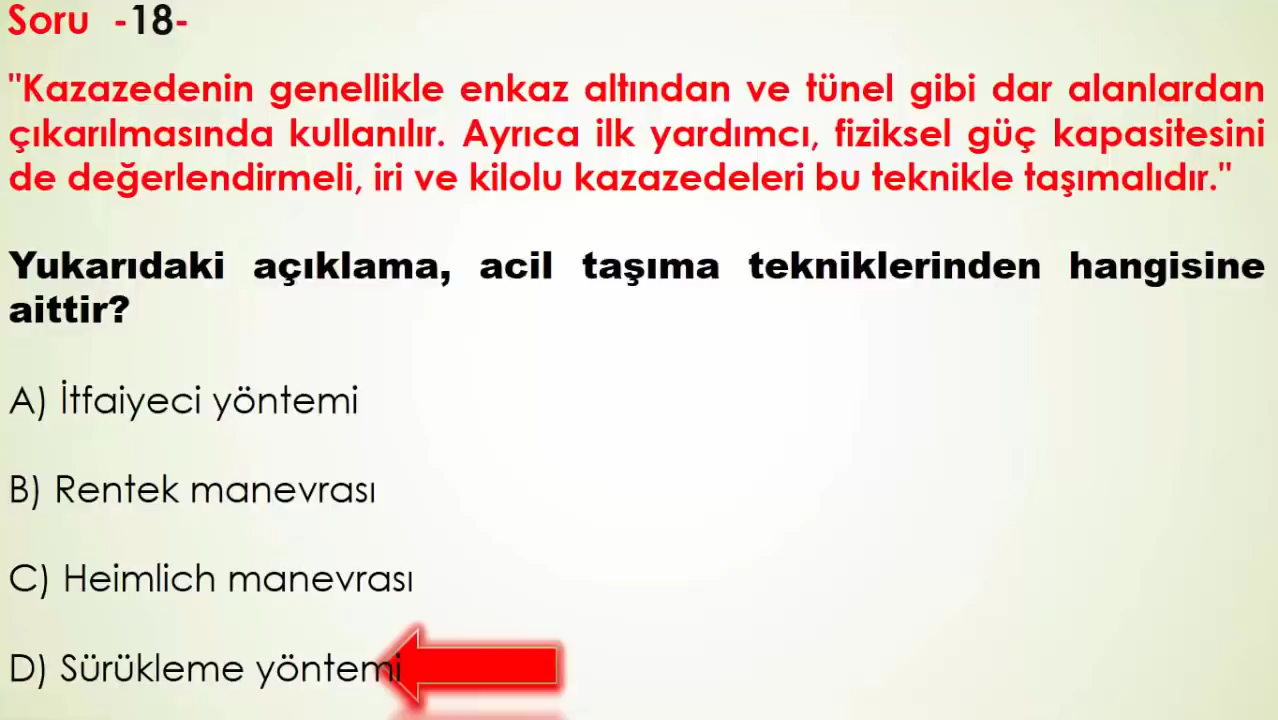 Soru -18-
"Kazazedenin genellikle enkaz altından ve tünel gibi dar alanlardan
çıkarılmasında kullanılır. Ayrıca ilk yardımcı, fiziksel güç kapasitesini
de değerlendirmeli, iri ve kilolu kazazedeleri bu teknikle taşımalıdır."
Yukarıdaki açıklama, acil taşıma tekniklerinden hangisine
aittir?
A) İtfaiyeci yöntemi
B) Rentek manevrası
C) Heimlich manevrası
D) Sürükleme yöntemi